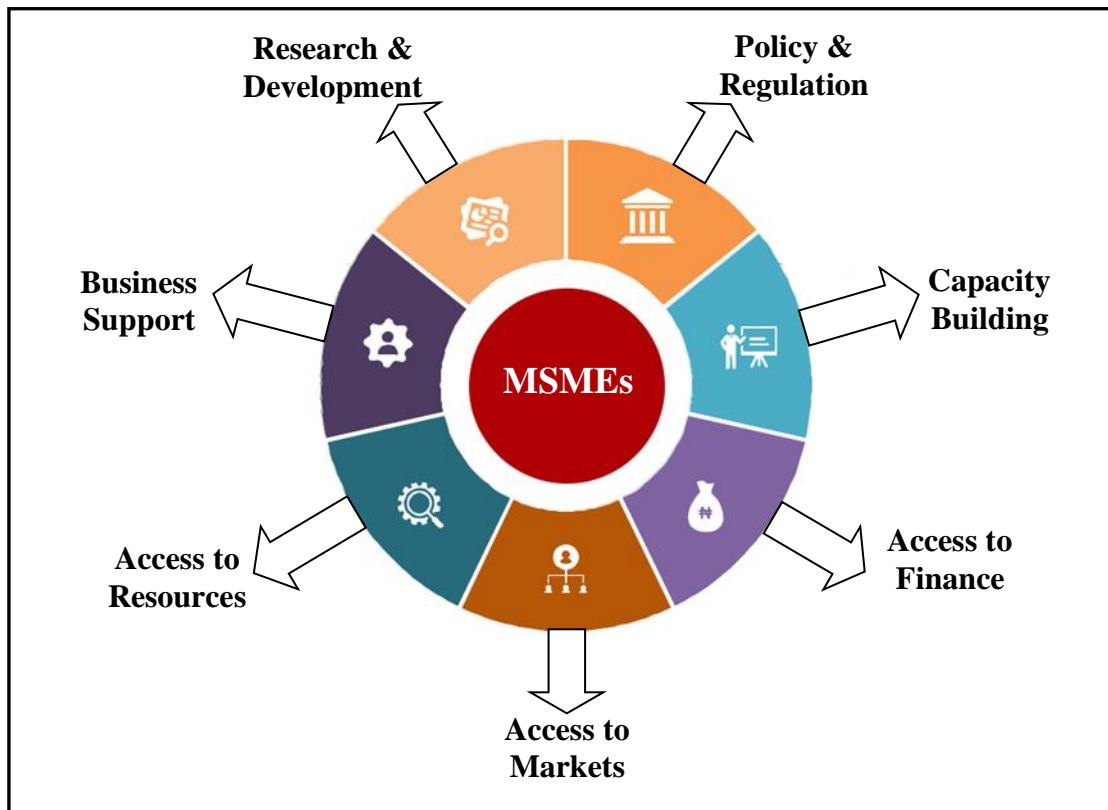 Research &
Development
Policy &
Regulation
Business
Support
Capacity
Building
MSMEs
₦
Access to
Resources
Access to
Finance
Access to
Markets